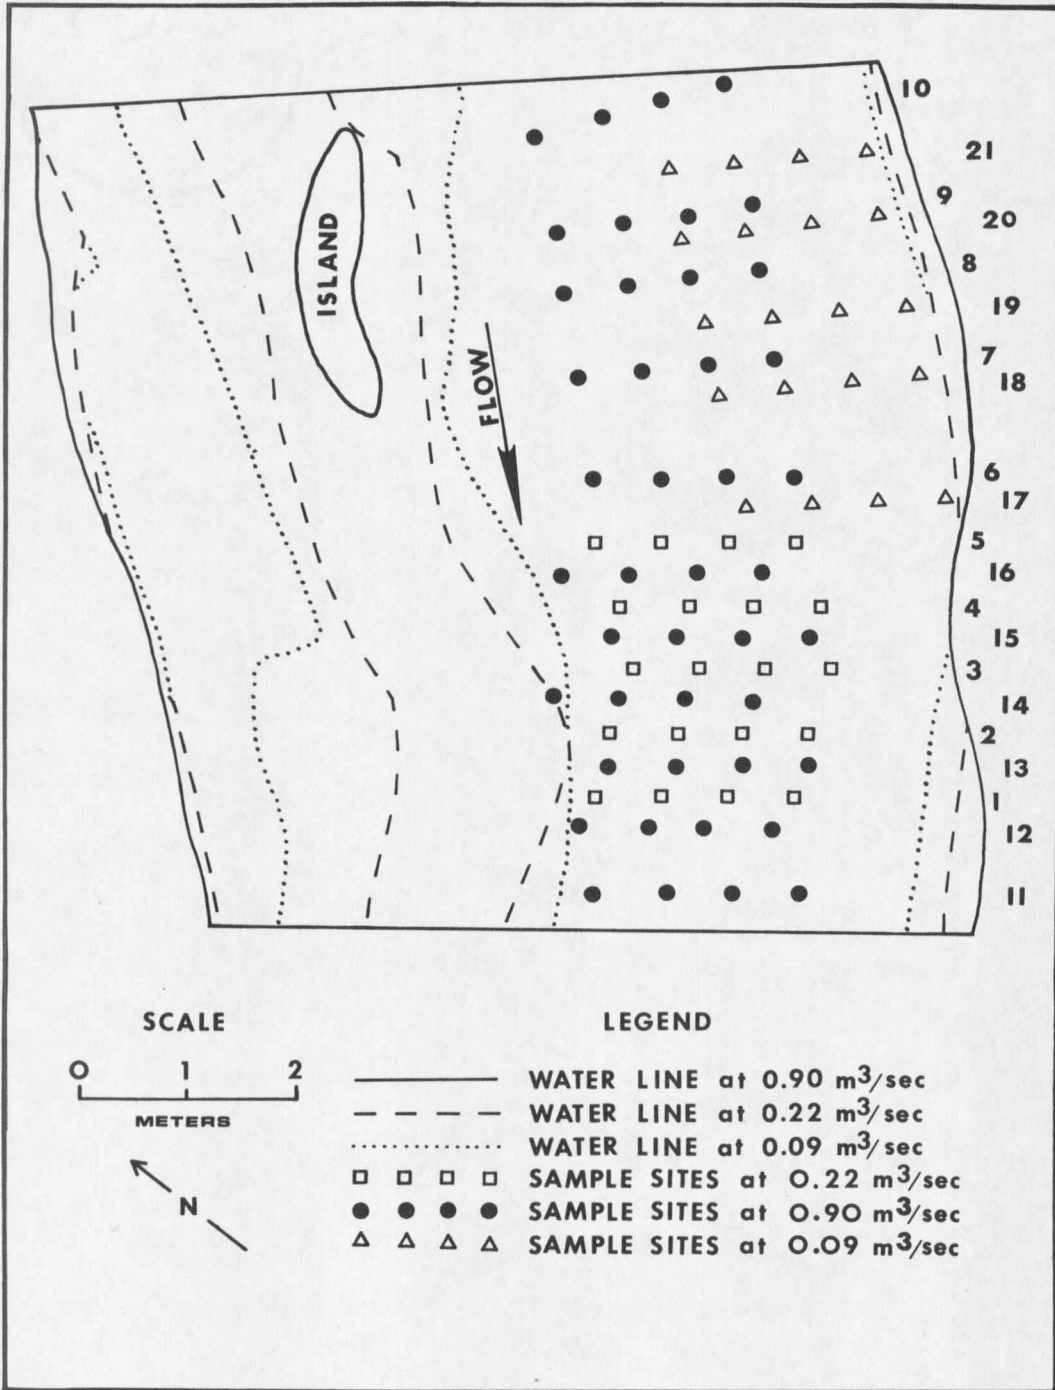 10
21
9
20
8
19
7
18
6
17
5
16
4
15
3
14
2
13
1
12
11
ISLAND
FLOW
SCALE
0 1 2
METERS
N
LEGEND
WATER LINE at 0.90 m³/sec
WATER LINE at 0.22 m³/sec
WATER LINE at 0.09 m³/sec
SAMPLE SITES at 0.22 m³/sec
SAMPLE SITES at 0.90 m³/sec
SAMPLE SITES at 0.09 m³/sec